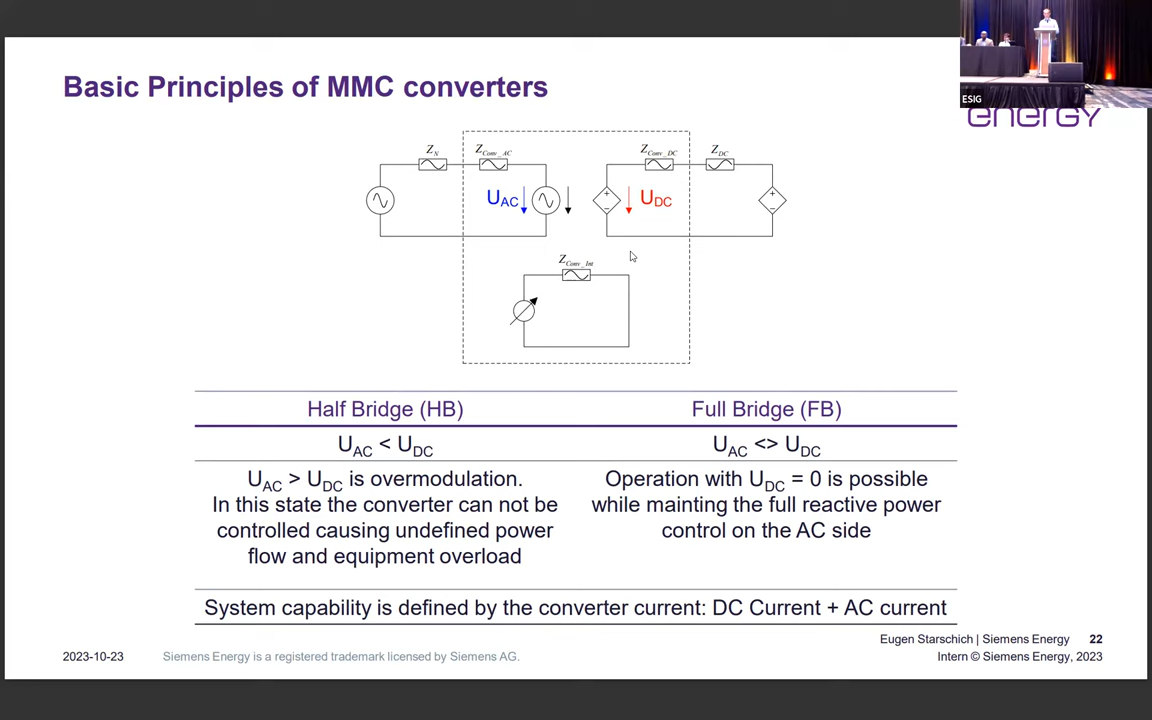 Basic Principles of MMC converters
ESIG
energy
Z_N
Z_Conv_AC
Z_Conv_DC
Z_DC
U_AC
U_DC
Z_Conv_Int
Half Bridge (HB)
Full Bridge (FB)
U_AC < U_DC
U_AC <> U_DC
U_AC > U_DC is overmodulation.
In this state the converter can not be
controlled causing undefined power
flow and equipment overload
Operation with U_DC = 0 is possible
while mainting the full reactive power
control on the AC side
System capability is defined by the converter current: DC Current + AC current
Eugen Starschich | Siemens Energy 22
2023-10-23
Siemens Energy is a registered trademark licensed by Siemens AG.
Intern © Siemens Energy, 2023